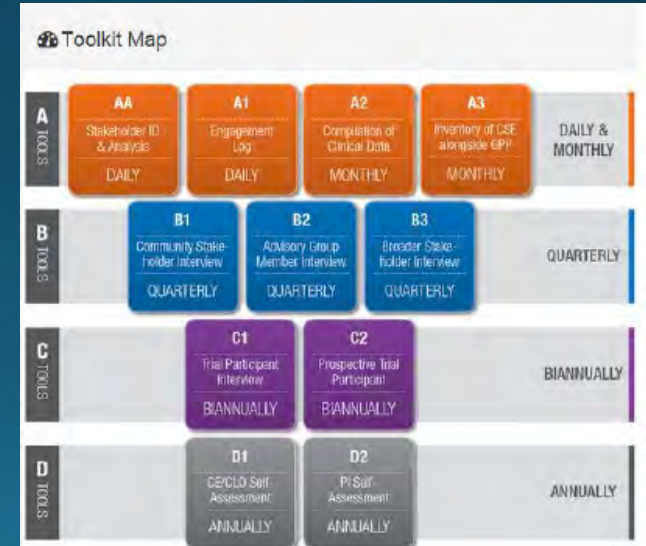 Toolkit Map
A TOOLS
AA
Stakeholder ID
& Analysis
DAILY
A1
Engagement
Log
DAILY
A2
Compilation of
Clinical Data
MONTHLY
A3
Inventory of CSE
alongside GPP
MONTHLY
DAILY &
MONTHLY
B TOOLS
B1
Community Stake-
holder Interview
QUARTERLY
B2
Advisory Group
Member Interview
QUARTERLY
B3
Broader Stake-
holder Interview
QUARTERLY
QUARTERLY
C TOOLS
C1
Trial Participant
Interview
BIANNUALLY
C2
Prospective Trial
Participant
BIANNUALLY
BIANNUALLY
D TOOLS
D1
CE/CLO Self-
Assessment
ANNUALLY
D2
PI Self-
Assessment
ANNUALLY
ANNUALLY